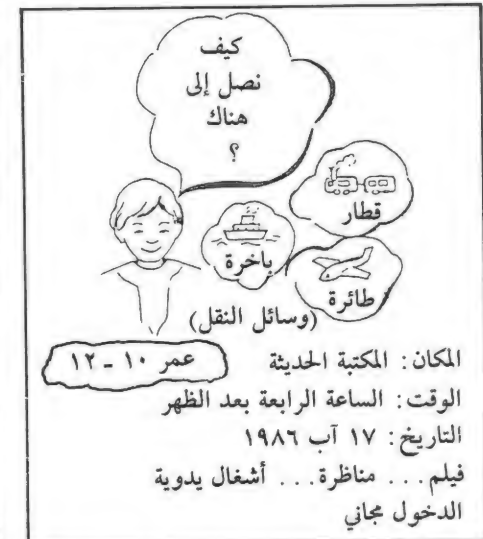 كيف
نصل إلى
هناك
؟
قطار
باخرة
طائرة
(وسائل النقل)
المكان: المكتبة الحديثة
عمر ١٠ - ١٢
الوقت: الساعة الرابعة بعد الظهر
التاريخ: ١٧ آب ١٩٨٦
فيلم... مناظرة... أشغال يدوية
الدخول مجاني